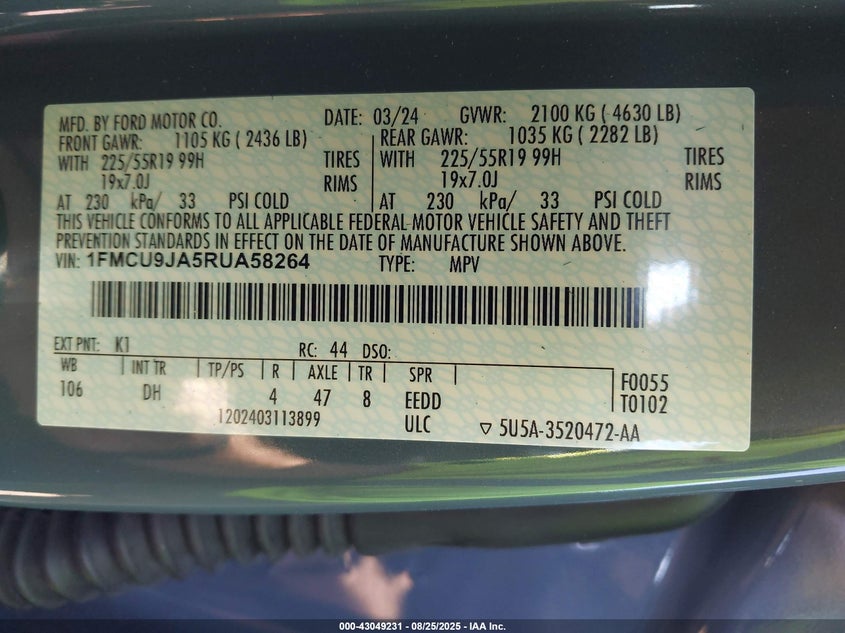 MFD. BY FORD MOTOR CO. DATE: 03/24 GVWR: 2100 KG ( 4630 LB)
FRONT GAWR: 1105 KG ( 2436 LB) REAR GAWR: 1035 KG ( 2282 LB)
WITH 225/55R19 99H TIRES WITH 225/55R19 99H TIRES
19x7.0J RIMS 19x7.0J RIMS
AT 230 kPa/ 33 PSI COLD AT 230 kPa/ 33 PSI COLD
THIS VEHICLE CONFORMS TO ALL APPLICABLE FEDERAL MOTOR VEHICLE SAFETY AND THEFT
PREVENTION STANDARDS IN EFFECT ON THE DATE OF MANUFACTURE SHOWN ABOVE.
VIN: 1FMCU9JA5RUA58264 TYPE: MPV
EXT PNT: K1 RC: 44 DSO:
WB INT TR TP/PS R AXLE TR SPR F0055
106 DH 4 47 8 EEDD T0102
1202403113899 ULC ▽ 5U5A-3520472-AA
000-43049231 - 08/25/2025 - IAA Inc.